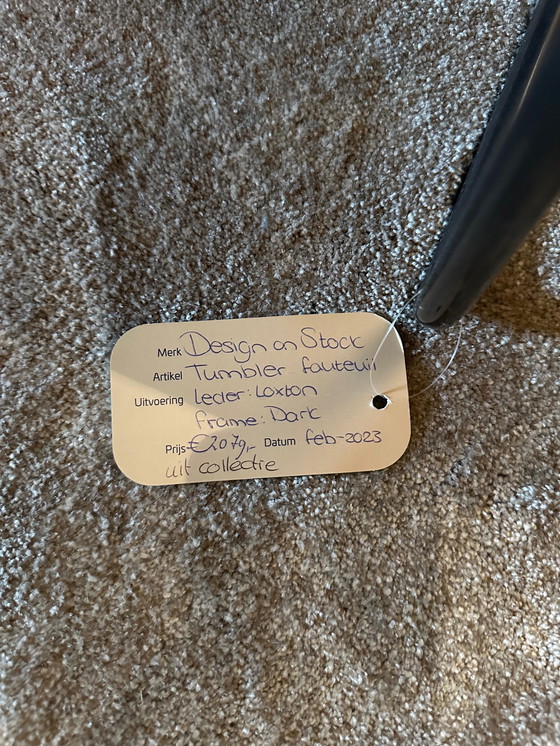 Merk Design on Stock
Artikel Tumbler fauteuil
Uitvoering leder: Loxton
frame: Dark
Prijs €2079,- Datum feb-2023
uit collectie